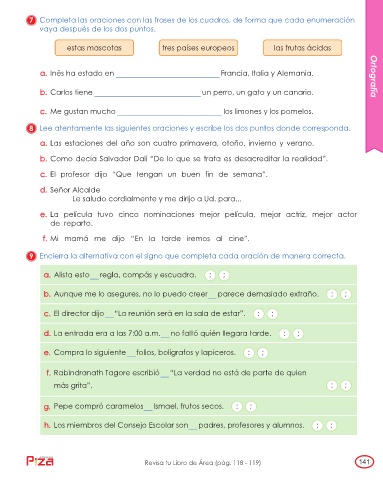 7 Completa las oraciones con las frases de los cuadros, de forma que cada enumeración
vaya después de los dos puntos.
estas mascotas
tres países europeos
las frutas ácidas
a. Inés ha estado en ____ Francia, Italia y Alemania.
b. Carlos tiene ____ un perro, un gato y un canario.
c. Me gustan mucho ____ los limones y los pomelos.
Ortografía
8 Lee atentamente las siguientes oraciones y escribe los dos puntos donde corresponda.
a. Las estaciones del año son cuatro primavera, otoño, invierno y verano.
b. Como decía Salvador Dalí “De lo que se trata es desacreditar la realidad”.
c. El profesor dijo “Que tengan un buen fin de semana”.
d. Señor Alcalde
Le saludo cordialmente y me dirijo a Ud. para...
e. La película tuvo cinco nominaciones mejor película, mejor actriz, mejor actor
de reparto.
f. Mi mamá me dijo “En la tarde iremos al cine”.
9 Encierra la alternativa con el signo que completa cada oración de manera correcta.
a. Alista esto__ regla, compás y escuadra. : ;
b. Aunque me lo asegures, no lo puedo creer__ parece demasiado extraño. : ;
c. El director dijo__ “La reunión será en la sala de estar”. : ;
d. La entrada era a las 7:00 a.m.__ no faltó quién llegara tarde. : ;
e. Compra lo siguiente__ folios, bolígrafos y lapiceros. : ;
f. Rabindranath Tagore escribió__ “La verdad no está de parte de quien
más grita”. : ;
g. Pepe compró caramelos__ Ismael, frutos secos. : ;
h. Los miembros del Consejo Escolar son__ padres, profesores y alumnos. : ;
Pizza
Revisa tu Libro de Área (pág. 118 - 119)
141